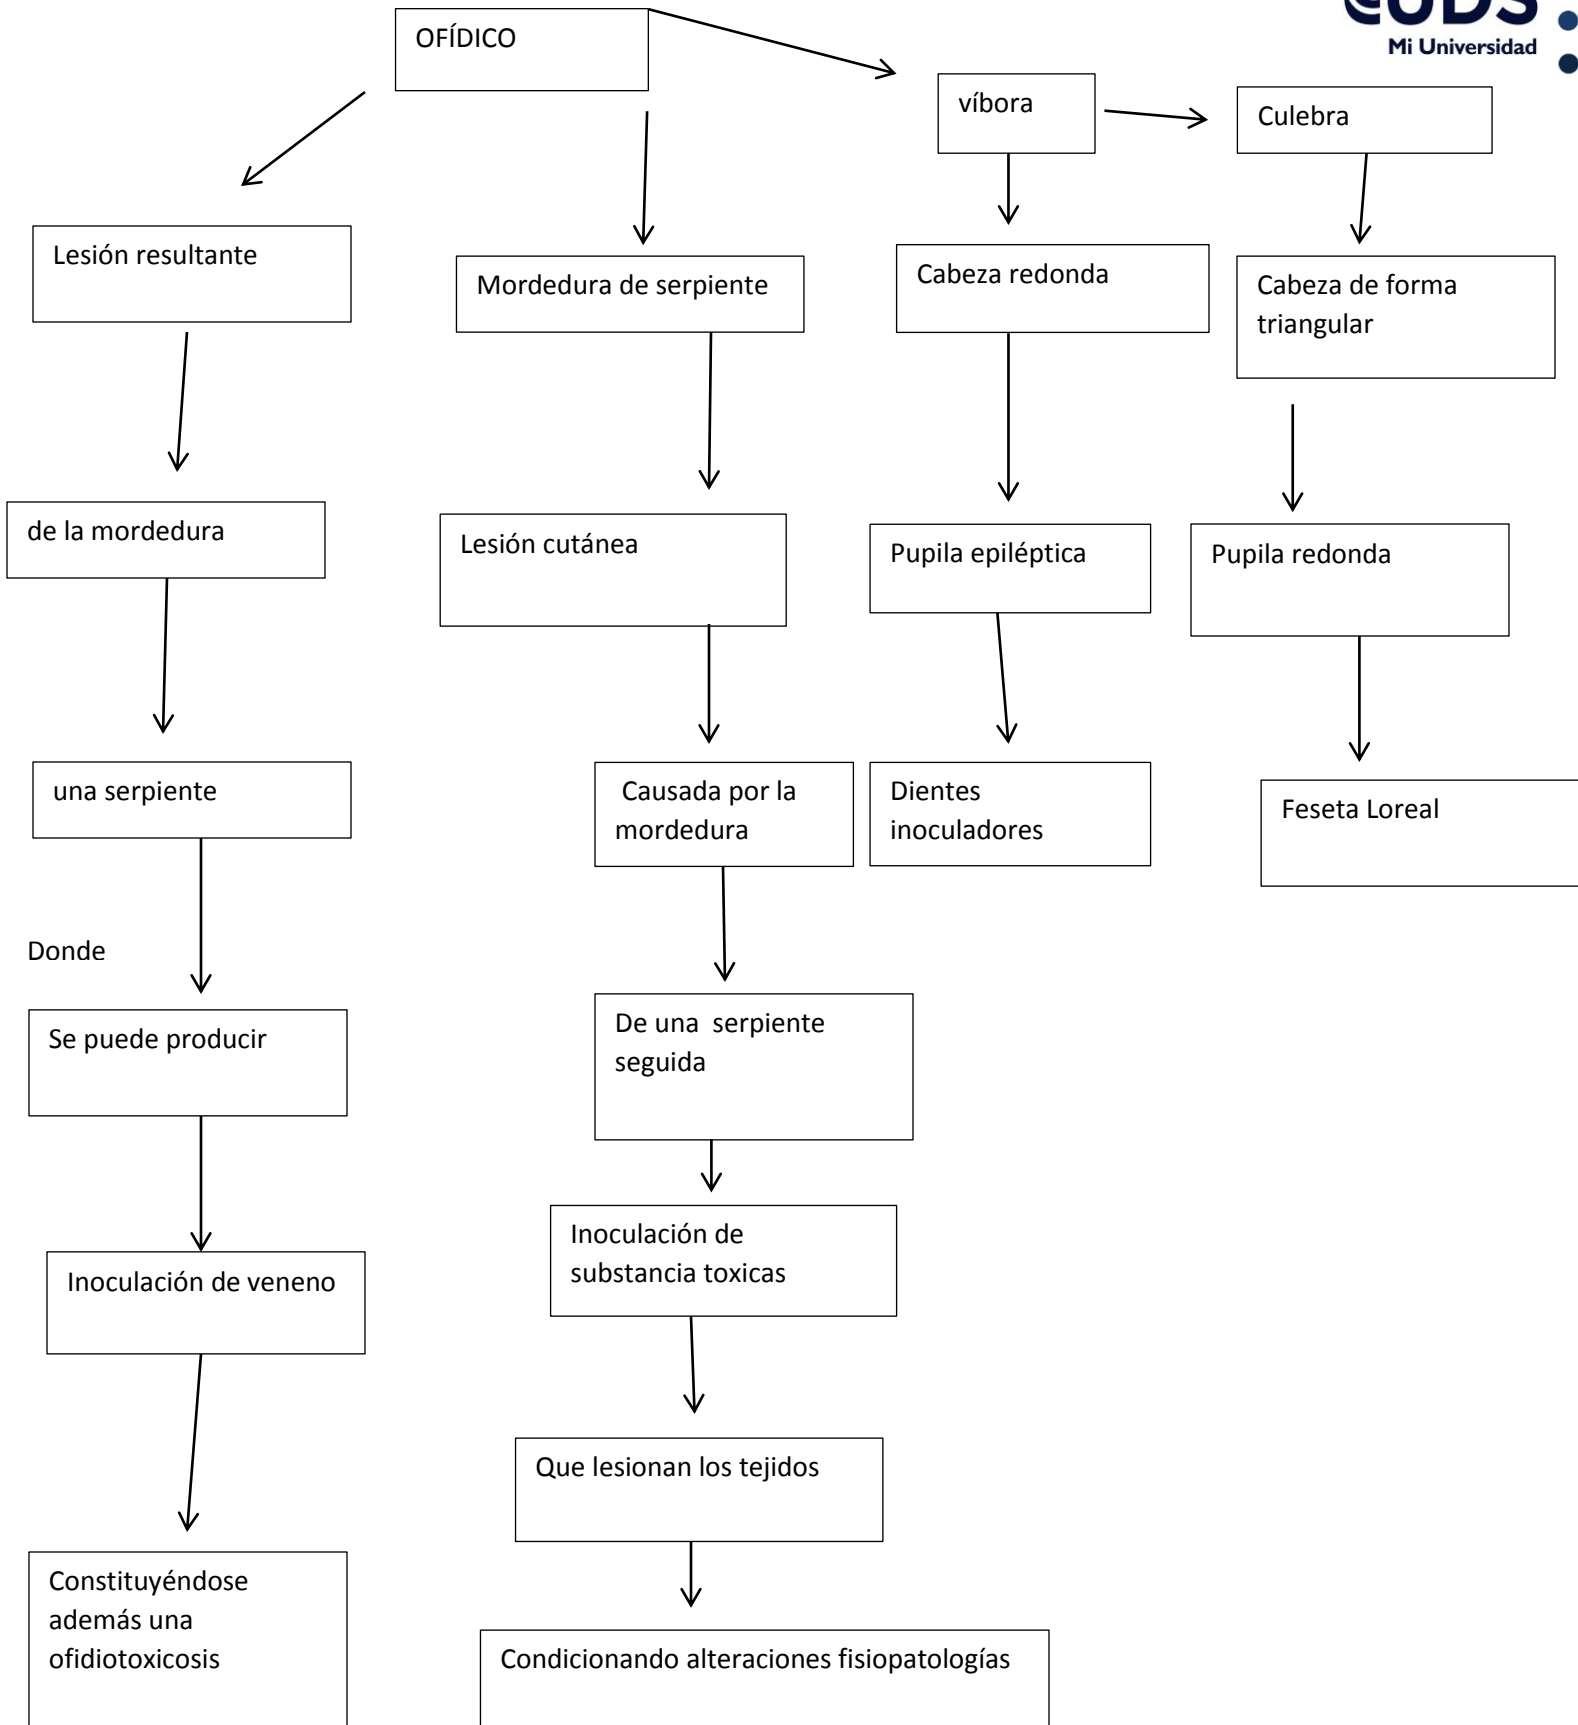 OFÍDICO
Mi Universidad
víbora
Culebra
Lesión resultante
Mordedura de serpiente
Cabeza redonda
Cabeza de forma
triangular
de la mordedura
Lesión cutánea
Pupila epiléptica
Pupila redonda
una serpiente
Causada por la
mordedura
Dientes
inoculadores
Feseta Loreal
Donde
Se puede producir
De una serpiente
seguida
Inoculación de veneno
Inoculación de
substancia toxicas
Que lesionan los tejidos
Constituyéndose
además una
ofidiotoxicosis
Condicionando alteraciones fisiopatologías